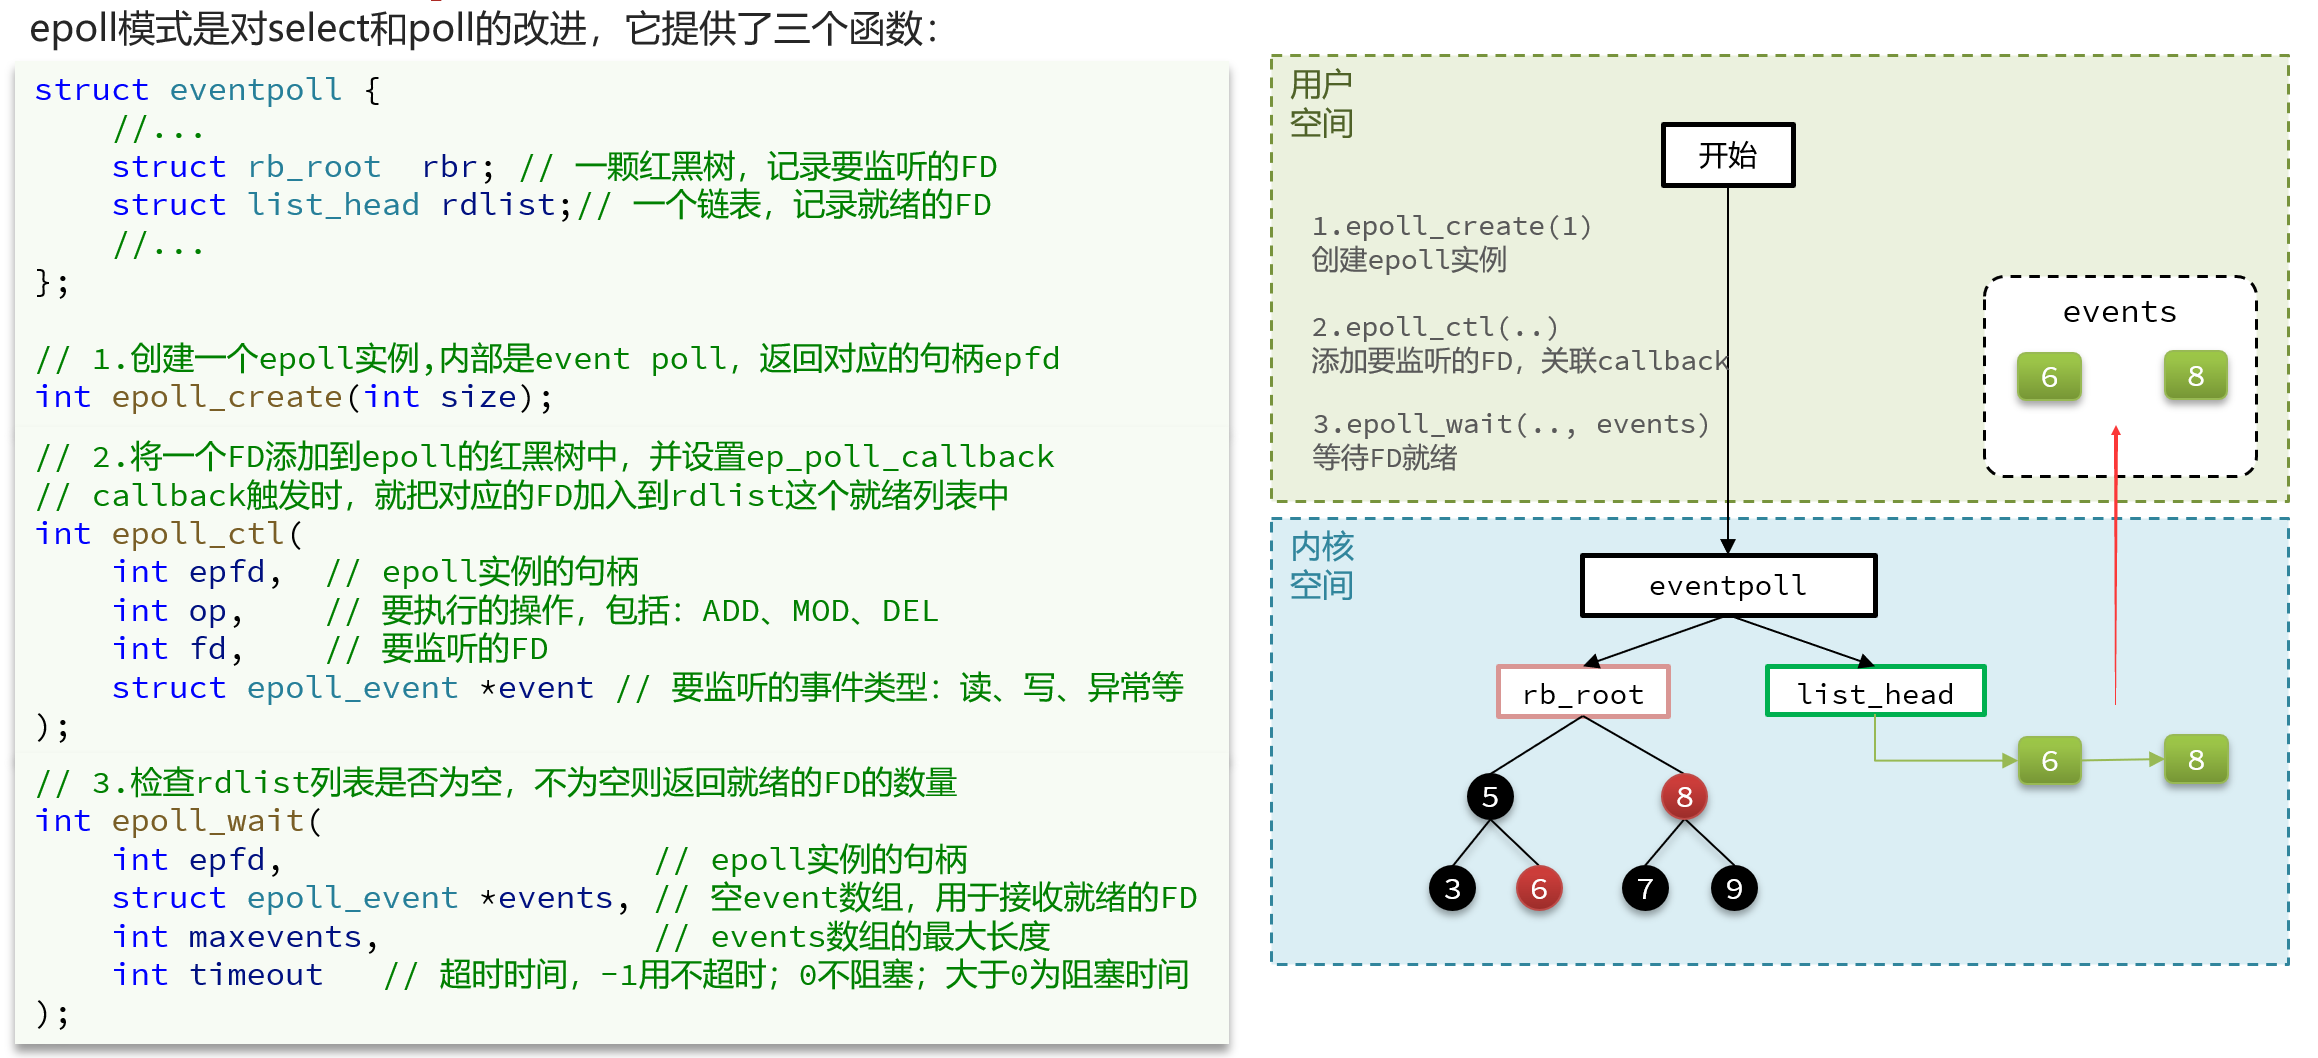 epoll模式是对select和poll的改进，它提供了三个函数：
struct eventpoll {
//...
struct rb_root rbr; // 一颗红黑树，记录要监听的FD
struct list_head rdlist;// 一个链表，记录就绪的FD
//...
};
// 1.创建一个epoll实例,内部是event poll，返回对应的句柄epfd
int epoll_create(int size);
// 2.将一个FD添加到epoll的红黑树中，并设置ep_poll_callback
// callback触发时，就把对应的FD加入到rdlist这个就绪列表中
int epoll_ctl(
int epfd, // epoll实例的句柄
int op, // 要执行的操作，包括：ADD、MOD、DEL
int fd, // 要监听的FD
struct epoll_event *event // 要监听的事件类型：读、写、异常等
);
// 3.检查rdlist列表是否为空，不为空则返回就绪的FD的数量
int epoll_wait(
int epfd, // epoll实例的句柄
struct epoll_event *events, // 空event数组，用于接收就绪的FD
int maxevents, // events数组的最大长度
int timeout // 超时时间，-1用不超时；0不阻塞；大于0为阻塞时间
);
用户
空间
开始
1.epoll_create(1)
创建epoll实例
2.epoll_ctl(..)
添加要监听的FD，关联callback
3.epoll_wait(.., events)
等待FD就绪
events
6 8
内核
空间
eventpoll
rb_root list_head
6 8
5 8
3 6 7 9